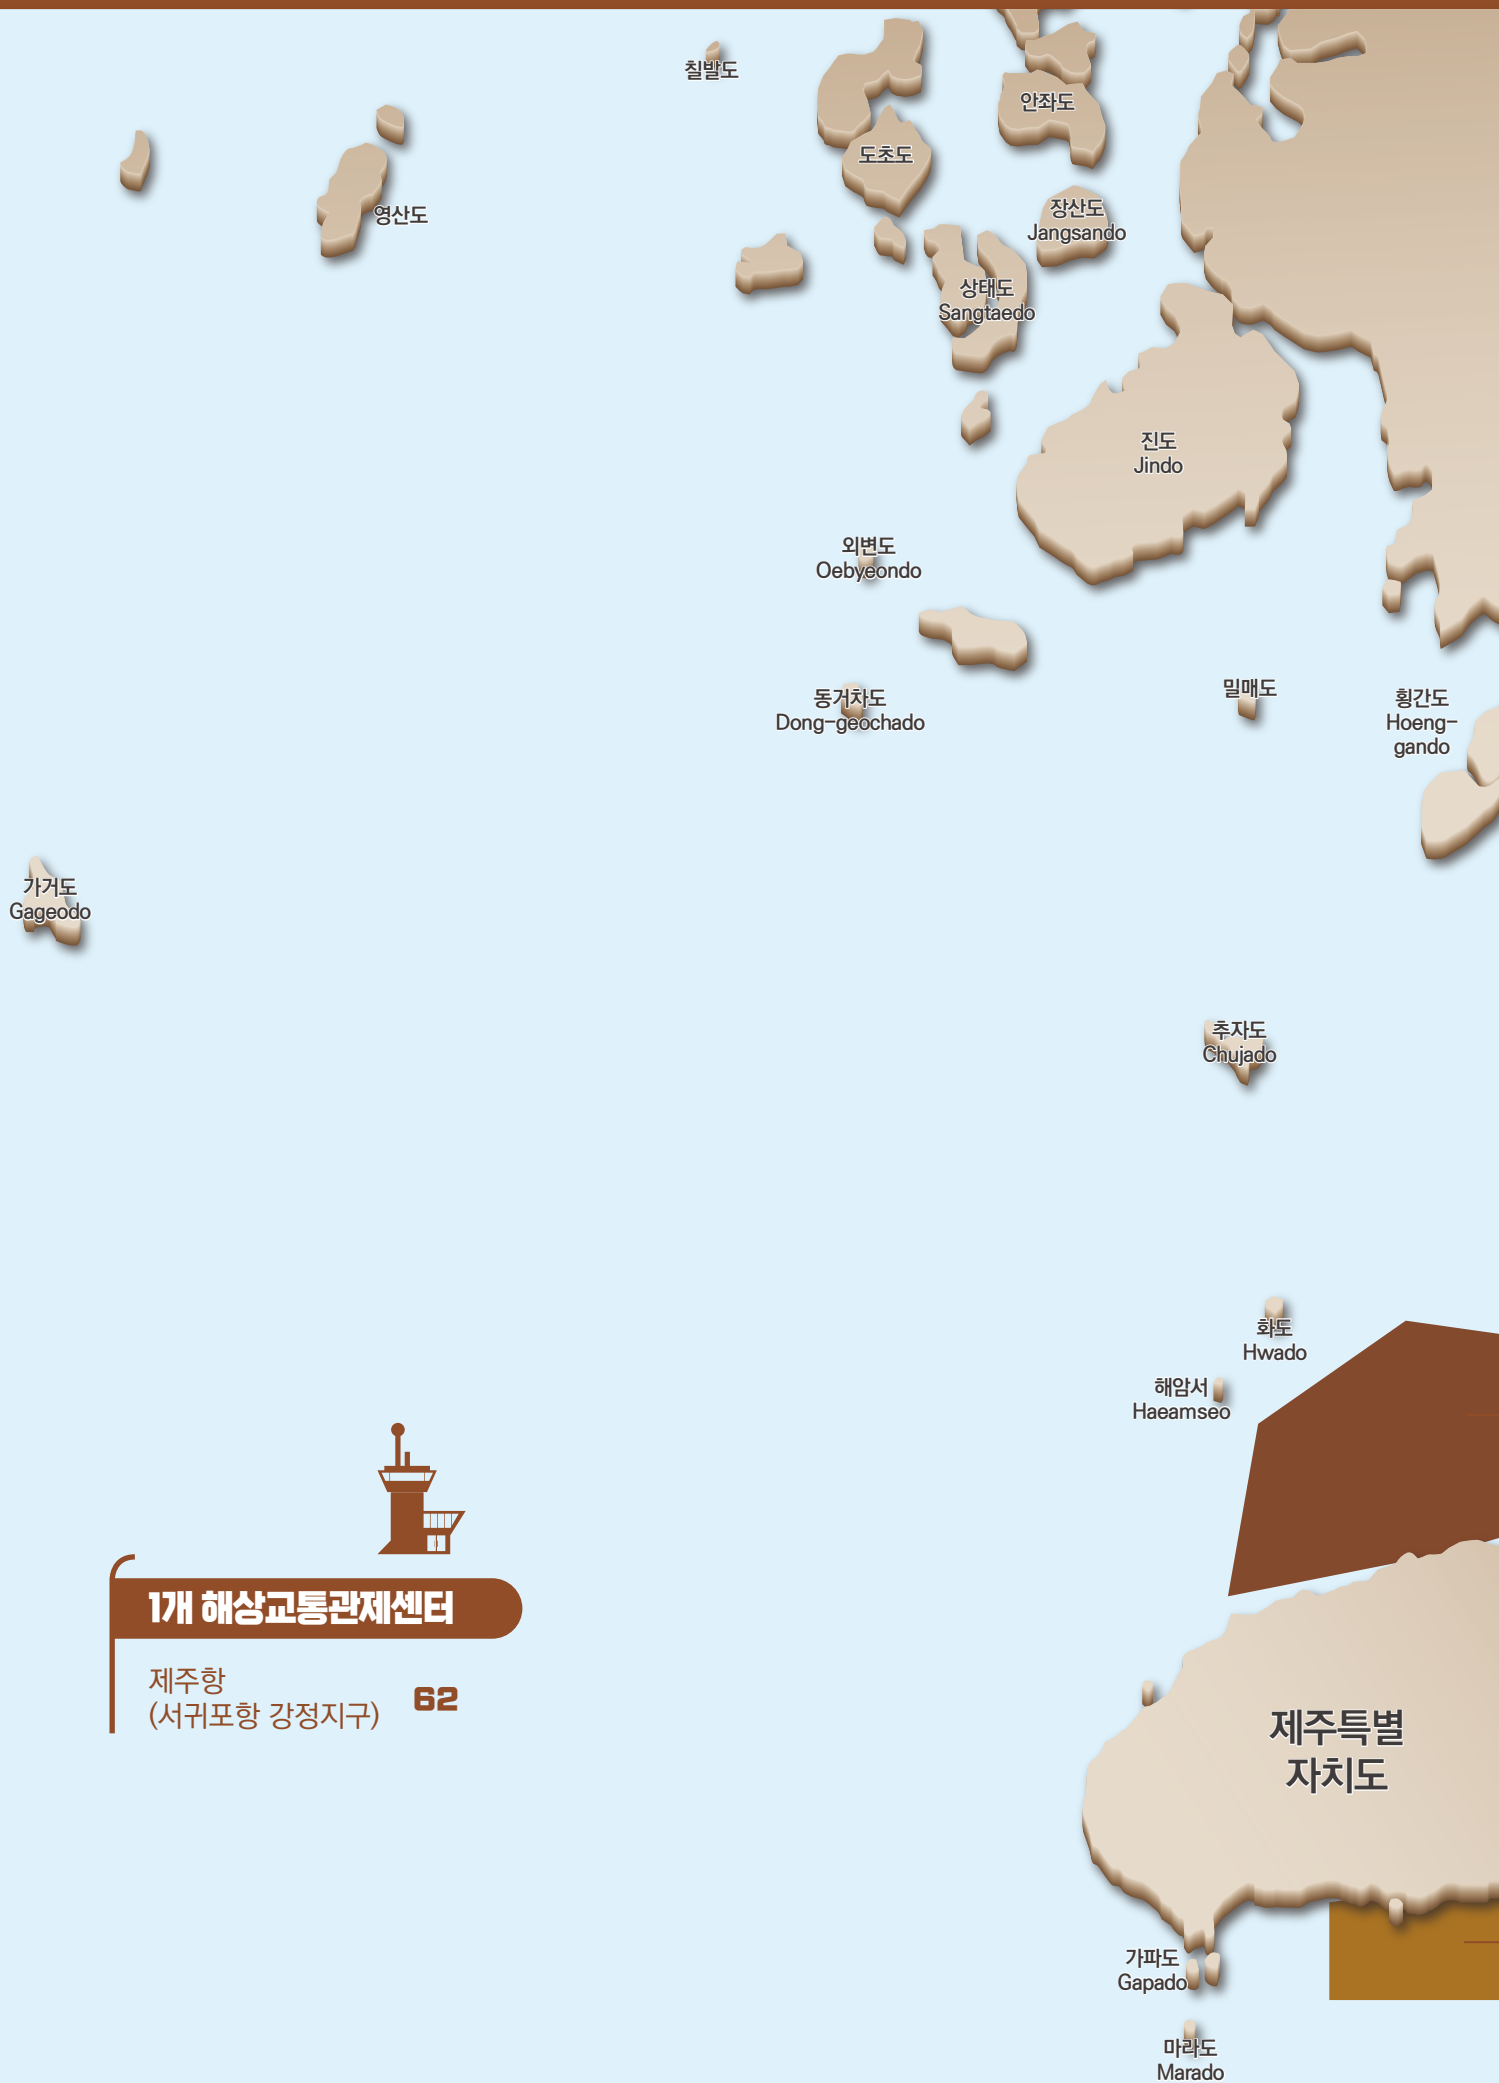 칠발도
안좌도
도초도
영산도
장산도
Jangsando
상태도
Sangtaedo
진도
Jindo
외변도
Oebyeondo
동거차도
Dong-geochado
밀매도
횡간도
Hoeng-
gando
가거도
Gageodo
추자도
Chujado
화도
Hwado
해암서
Haeamseo
1개 해상교통관제센터
제주항
(서귀포항 강정지구) 62
제주특별
자치도
가파도
Gapado
마라도
Marado